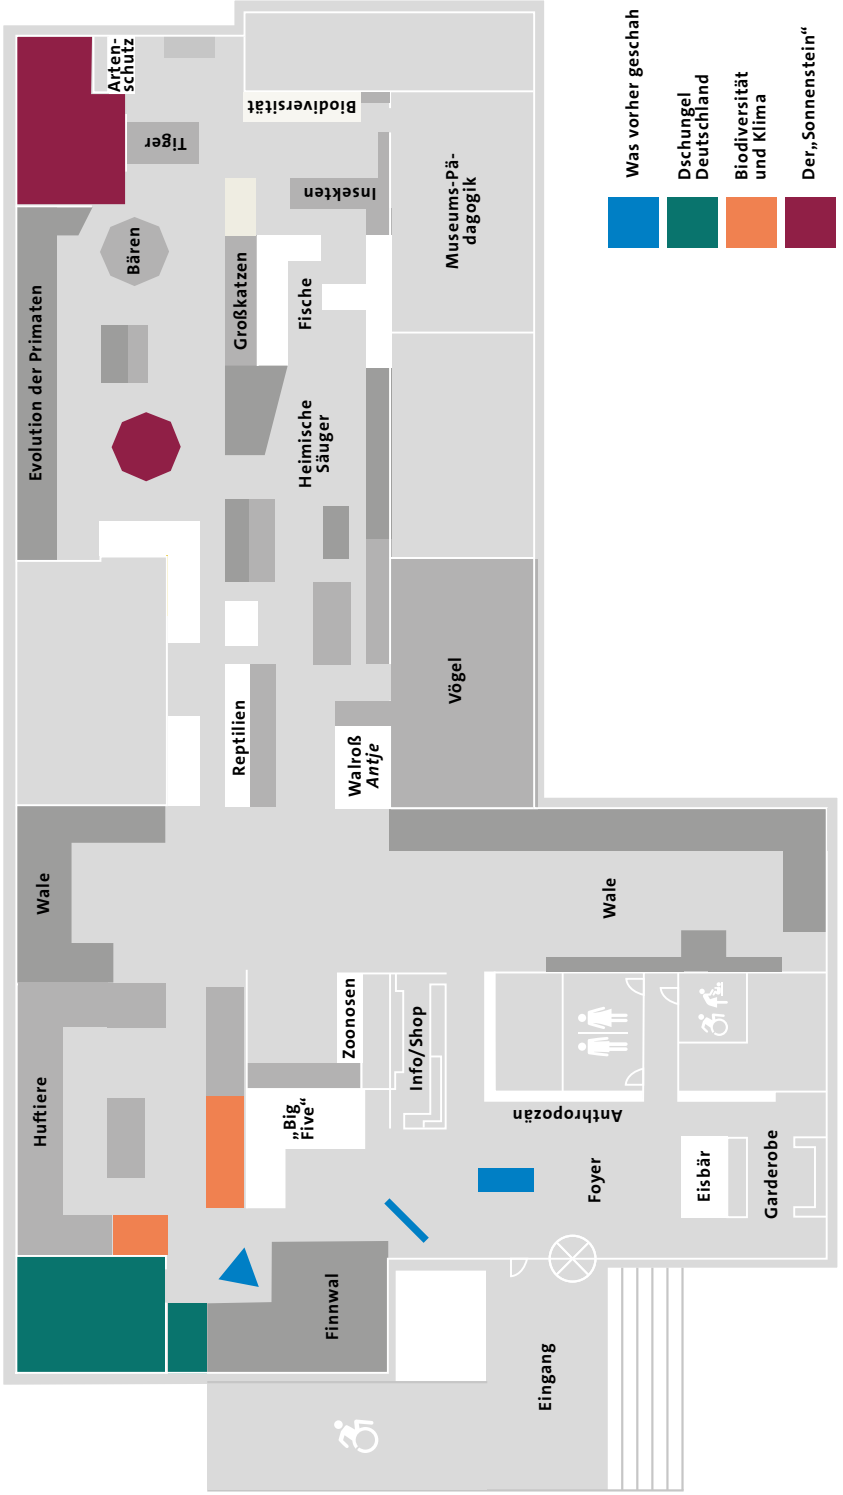 Was vorher geschah
Dschungel
Deutschland
Biodiversität
und Klima
Der „Sonnenstein“
Arten-
schutz
Tiger
Biodiversität
Insekten
Museums-Pä-
dagogik
Evolution der Primaten
Bären
Großkatzen
Fische
Heimische
Säuger
Reptilien
Walroß
Antje
Vögel
Wale
Wale
Huftiere
„Big
Five“
Zoonosen
Info/Shop
Anthropozän
Foyer
Eisbär
Garderobe
Finnwal
Eingang